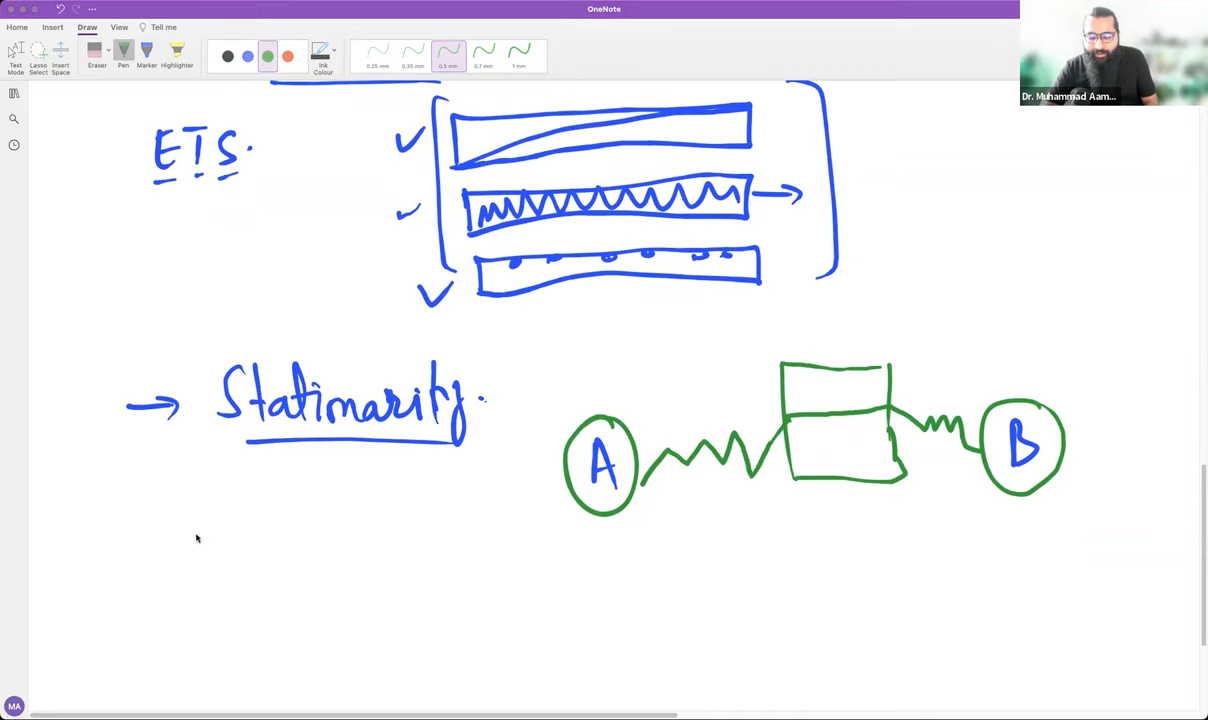 OneNote
Home Insert Draw View Tell me
Text Mode
Lasso Select
Insert Space
Eraser
Pen
Marker
Highlighter
Ink Colour
0.25 mm
0.35 mm
0.5 mm
0.7 mm
1 mm
Dr. Muhammad Aam...
ETS.
→ Stationarity.
A
B
MA